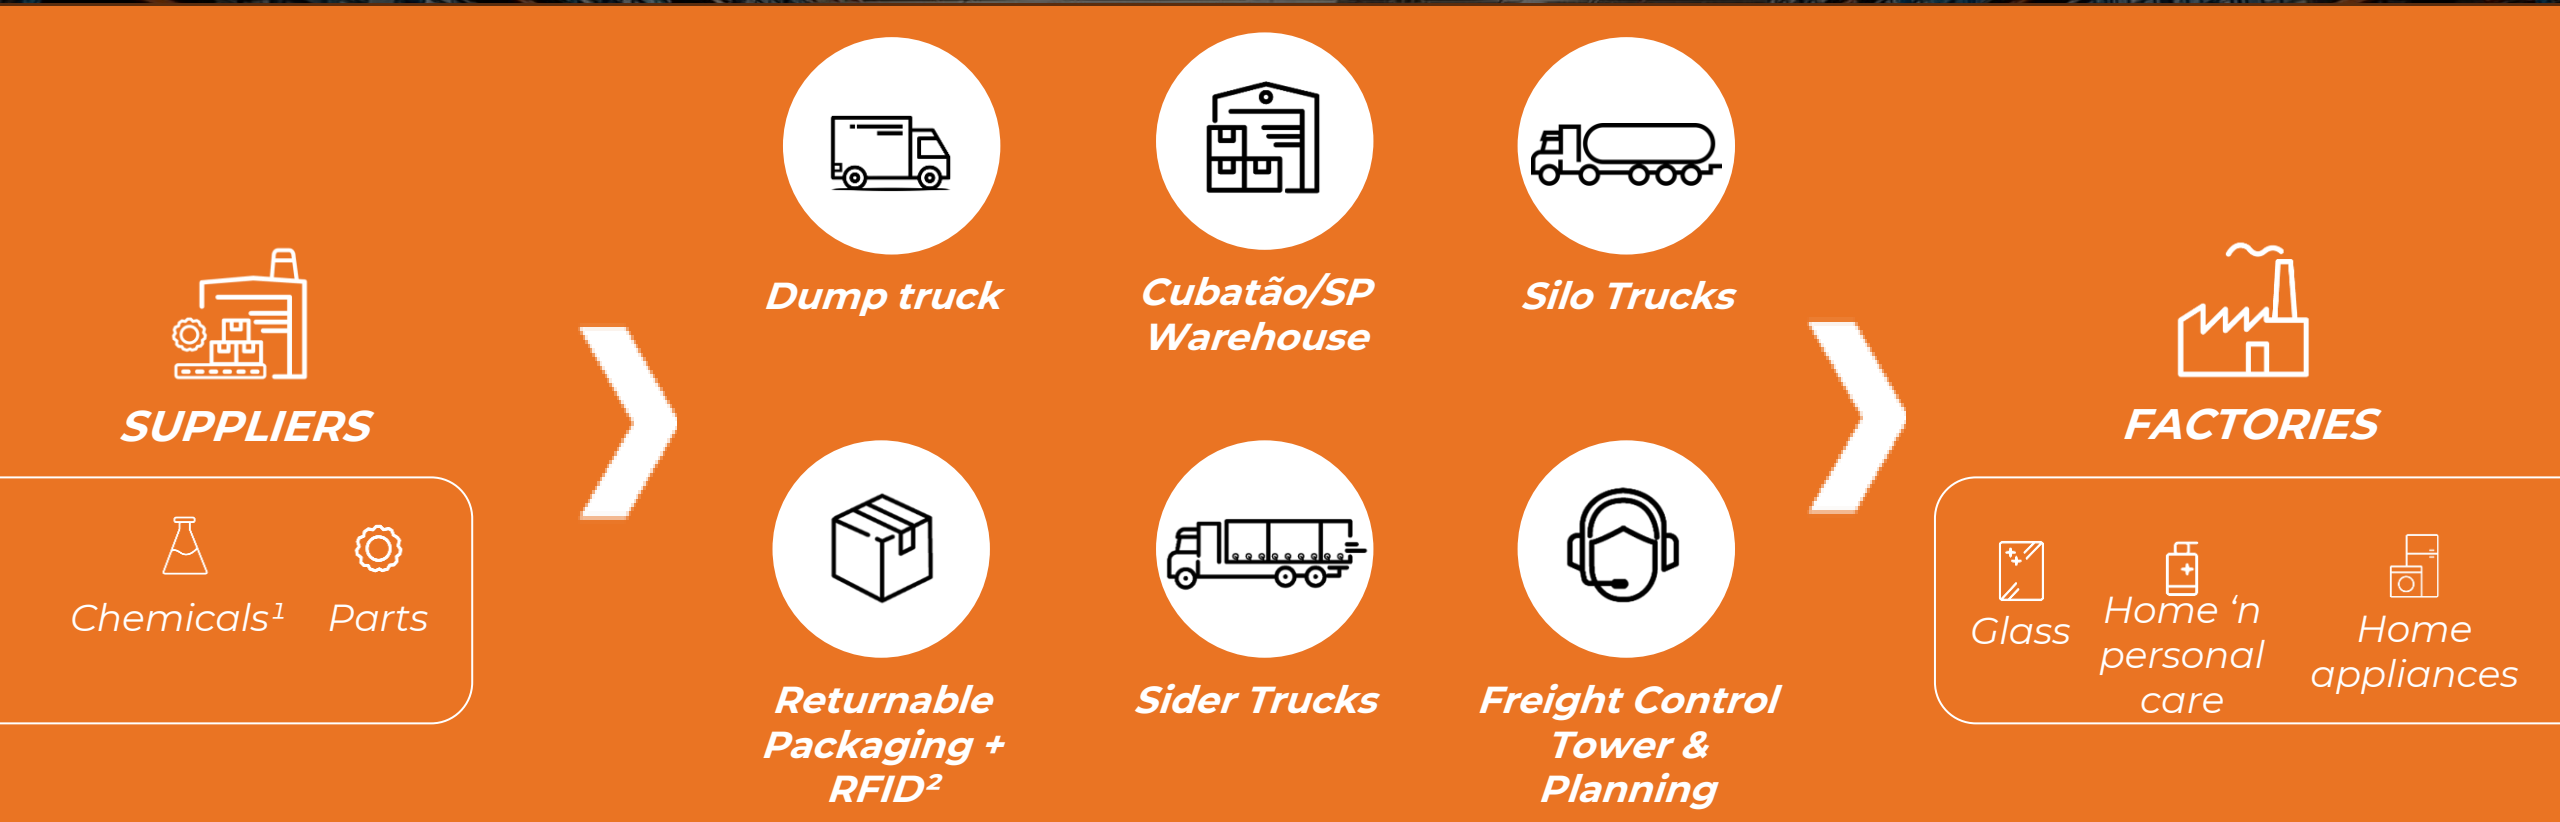 SUPPLIERS
Chemicals¹
Parts
Dump truck
Cubatão/SP
Warehouse
Silo Trucks
Returnable
Packaging +
RFID²
Sider Trucks
Freight Control
Tower &
Planning
FACTORIES
Glass
Home ‘n
personal
care
Home
appliances